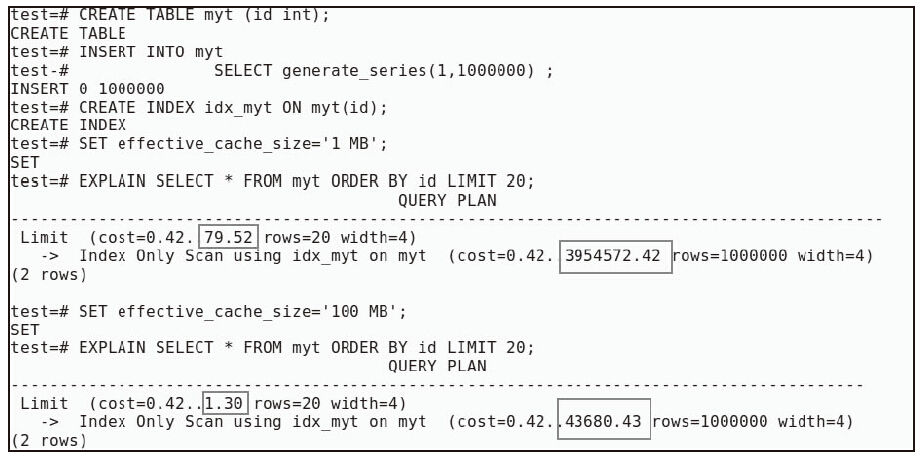 test=# CREATE TABLE myt (id int);
CREATE TABLE
test=# INSERT INTO myt
test-#               SELECT generate_series(1,1000000) ;
INSERT 0 1000000
test=# CREATE INDEX idx_myt ON myt(id);
CREATE INDEX
test=# SET effective_cache_size='1 MB';
SET
test=# EXPLAIN SELECT * FROM myt ORDER BY id LIMIT 20;
QUERY PLAN
-----------------------------------------------------------------------------------------
Limit  (cost=0.42..79.52 rows=20 width=4)
->  Index Only Scan using idx_myt on myt  (cost=0.42..3954572.42 rows=1000000 width=4)
(2 rows)
test=# SET effective_cache_size='100 MB';
SET
test=# EXPLAIN SELECT * FROM myt ORDER BY id LIMIT 20;
QUERY PLAN
---------------------------------------------------------------------------------------
Limit  (cost=0.42..1.30 rows=20 width=4)
->  Index Only Scan using idx_myt on myt  (cost=0.42..43680.43 rows=1000000 width=4)
(2 rows)